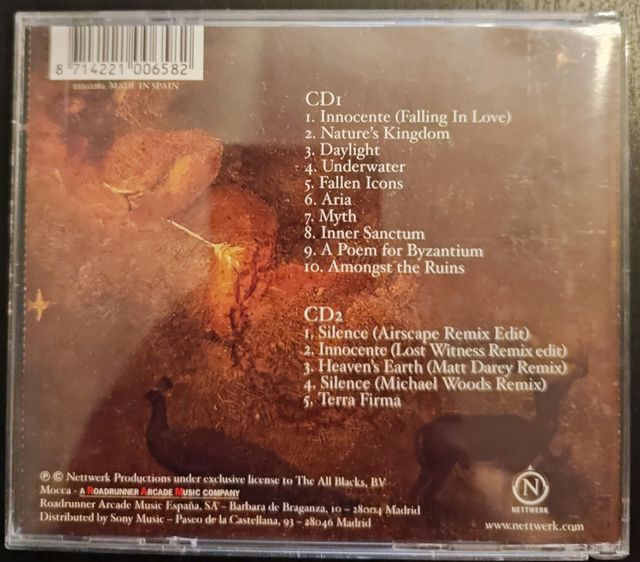 8 714221 006582
22202262. MADE IN SPAIN
CD1
1. Innocente (Falling In Love)
2. Nature's Kingdom
3. Daylight
4. Underwater
5. Fallen Icons
6. Aria
7. Myth
8. Inner Sanctum
9. A Poem for Byzantium
10. Amongst the Ruins
CD2
1. Silence (Airscape Remix Edit)
2. Innocente (Lost Witness Remix edit)
3. Heaven's Earth (Matt Darey Remix)
4. Silence (Michael Woods Remix)
5. Terra Firma
℗ © Nettwerk Productions under exclusive license to The All Blacks, BV
Mocca - A ROADRUNNER ARCADE MUSIC COMPANY
Roadrunner Arcade Music España, SA – Barbara de Braganza, 10 – 28004 Madrid
Distributed by Sony Music – Paseo de la Castellana, 93 – 28046 Madrid
N
NETTWERK
www.nettwerk.com